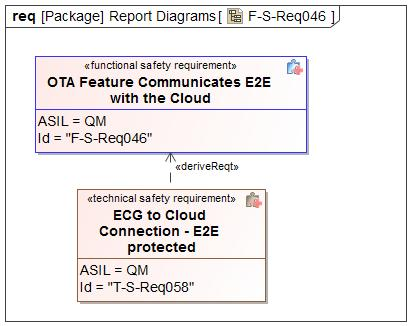 req [Package] Report Diagrams [ F-S-Req046 ]
«functional safety requirement»
OTA Feature Communicates E2E
with the Cloud
ASIL = QM
Id = "F-S-Req046"
«deriveReqt»
«technical safety requirement»
ECG to Cloud
Connection - E2E
protected
ASIL = QM
Id = "T-S-Req058"